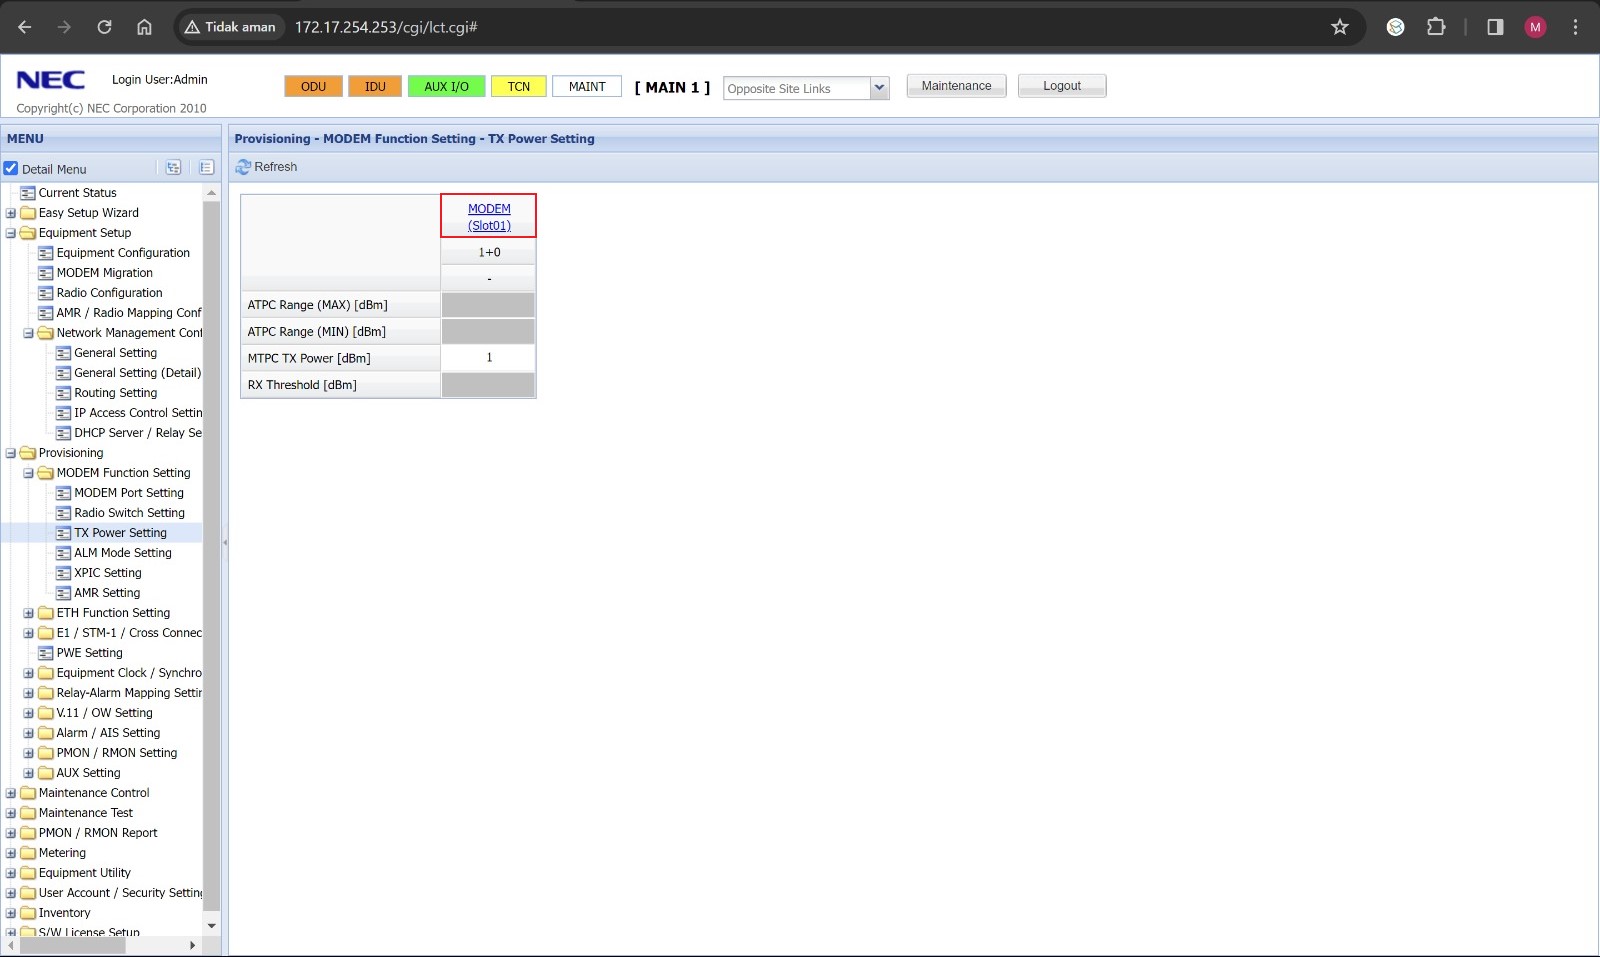 Tidak aman
172.17.254.253/cgi/lct.cgi#
M
NEC
Login User:Admin
Copyright(c) NEC Corporation 2010
ODU
IDU
AUX I/O
TCN
MAINT
[ MAIN 1 ]
Opposite Site Links
Maintenance
Logout
MENU
Detail Menu
Current Status
Easy Setup Wizard
Equipment Setup
Equipment Configuration
MODEM Migration
Radio Configuration
AMR / Radio Mapping Conf
Network Management Conf
General Setting
General Setting (Detail)
Routing Setting
IP Access Control Settin
DHCP Server / Relay Se
Provisioning
MODEM Function Setting
MODEM Port Setting
Radio Switch Setting
TX Power Setting
ALM Mode Setting
XPIC Setting
AMR Setting
ETH Function Setting
E1 / STM-1 / Cross Connec
PWE Setting
Equipment Clock / Synchro
Relay-Alarm Mapping Settin
V.11 / OW Setting
Alarm / AIS Setting
PMON / RMON Setting
AUX Setting
Maintenance Control
Maintenance Test
PMON / RMON Report
Metering
Equipment Utility
User Account / Security Setting
Inventory
S/W License Setup
Provisioning - MODEM Function Setting - TX Power Setting
Refresh
MODEM
(Slot01)
1+0
-
ATPC Range (MAX) [dBm]
ATPC Range (MIN) [dBm]
MTPC TX Power [dBm] 1
RX Threshold [dBm]